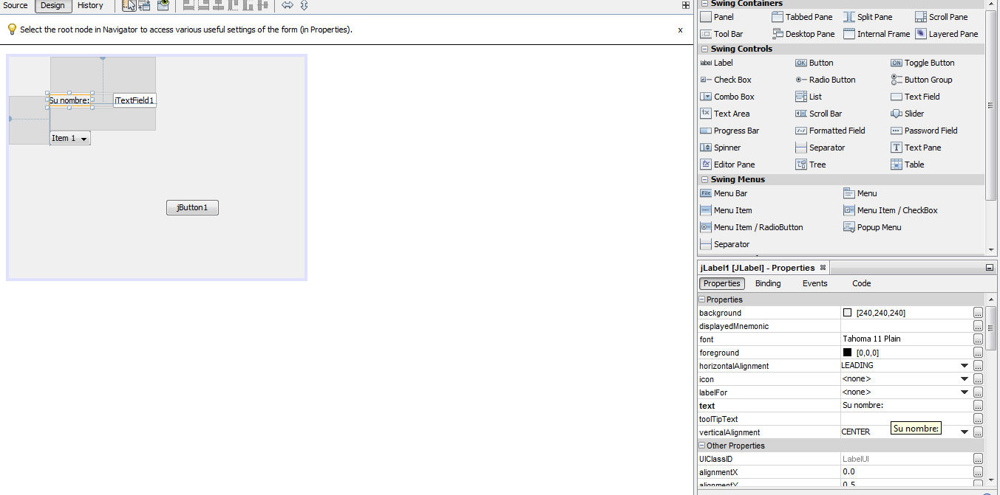 Source Design History
Select the root node in Navigator to access various useful settings of the form (in Properties). x
Su nombre: jTextField1
Item 1
jButton1
Swing Containers
Panel Tabbed Pane Split Pane Scroll Pane
Tool Bar Desktop Pane Internal Frame Layered Pane
Swing Controls
label Label OK Button ON Toggle Button
Check Box Radio Button Button Group
Combo Box List Text Field
Text Area Scroll Bar Slider
Progress Bar Formatted Field Password Field
Spinner Separator T Text Pane
Editor Pane Tree Table
Swing Menus
File Menu Bar Menu
Menu Item Menu Item / CheckBox
Menu Item / RadioButton Popup Menu
Separator
jLabel1 [JLabel] - Properties
Properties Binding Events Code
Properties
background [240,240,240] ...
displayedMnemonic ...
font Tahoma 11 Plain ...
foreground [0,0,0] ...
horizontalAlignment LEADING ...
icon <none> ...
labelFor <none> ...
text Su nombre: ...
toolTipText ...
verticalAlignment CENTER ...
Su nombre:
Other Properties
UIClassID LabelUI ...
alignmentX 0.0 ...
alignmentY 0.5